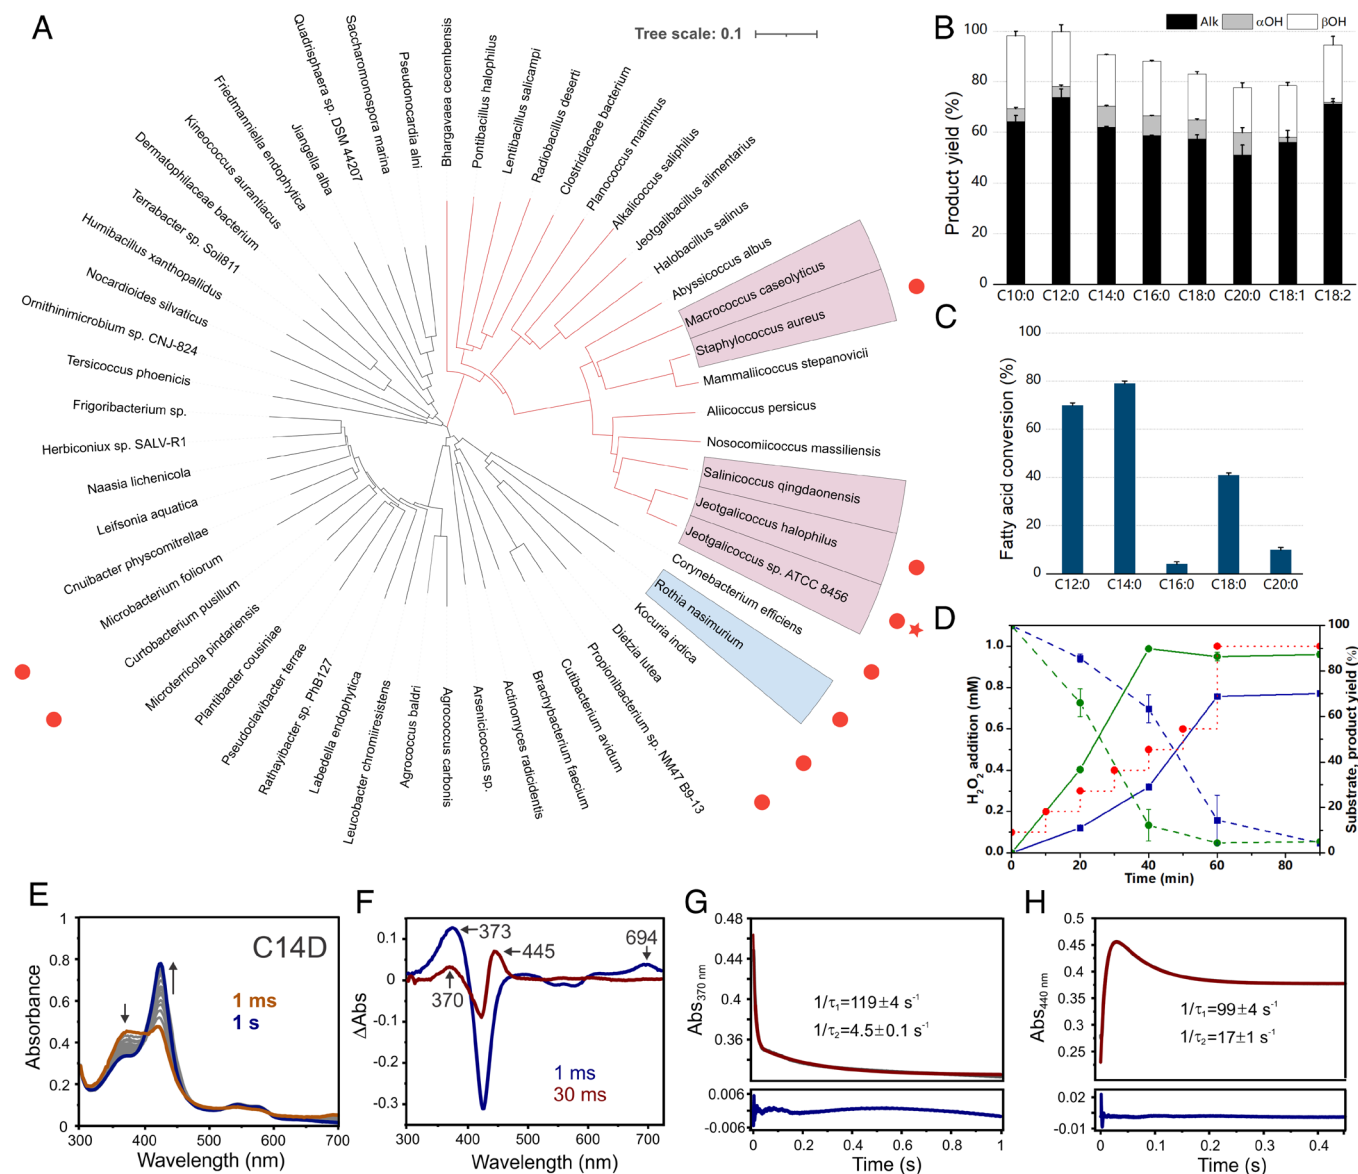 A
Tree scale: 0.1
Quadrisphaera sp. DSM 44207
Saccharomonospora marina
Pseudonocardia alni
Bhargavaea cecembensis
Pontibacillus halophilus
Lentibacillus salicampi
Radiobacillus deserti
Clostridiaceae bacterium
Planococcus maritimus
Alkalicoccus saliphilus
Jeotgalibacillus alimentarius
Halobacillus salinus
Abyssicoccus albus
Macrococcus caseolyticus
Staphylococcus aureus
Mammaliicoccus stepanovicii
Aliicoccus persicus
Nosocomiicoccus massiliensis
Salinicoccus qingdaonensis
Jeotgalicoccus halophilus
Jeotgalicoccus sp. ATCC 8456
Corynebacterium efficiens
Rothia nasimurium
Kocuria indica
Dietzia lutea
Propionibacterium sp. NM47 B9-13
Cutibacterium avidum
Brachybacterium faecium
Actinomyces radicidentis
Arsenicicoccus sp.
Agrococcus carbonis
Agrococcus baldri
Leucobacter chromiiresistens
Labedella endophytica
Rathayibacter sp. PhB127
Pseudoclavibacter terrae
Plantibacter cousiniae
Microterricola pindariensis
Curtobacterium pusillum
Microbacterium foliorum
Cnuibacter physcomitrellae
Leifsonia aquatica
Naasia lichenicola
Herbiconiux sp. SALV-R1
Frigoribacterium sp.
Tersicoccus phoenicis
Ornithinimicrobium sp. CNJ-824
Nocardioides silvaticus
Humibacillus xanthopallidus
Terrabacter sp. Soil811
Dermatophilaceae bacterium
Kineococcus aurantiacus
Friedmanniella endophytica
Jiangella alba
B
Alk αOH βOH
Product yield (%)
100
80
60
40
20
0
C10:0 C12:0 C14:0 C16:0 C18:0 C20:0 C18:1 C18:2
C
Fatty acid conversion (%)
100
80
60
40
20
0
C12:0 C14:0 C16:0 C18:0 C20:0
D
H2O2 addition (mM)
1.0
0.8
0.6
0.4
0.2
0.0
0 20 40 60 80
Time (min)
100
80
60
40
20
0
Substrate, product yield (%)
E
C14D
1 ms
1 s
Absorbance
1
0.8
0.6
0.4
0.2
0
300 400 500 600 700
Wavelength (nm)
F
373
445
694
370
1 ms
30 ms
ΔAbs
0.1
0
-0.1
-0.2
-0.3
300 400 500 600 700
Wavelength (nm)
G
Abs370 nm
0.48
0.44
0.4
0.36
1/τ1=119±4 s-1
1/τ2=4.5±0.1 s-1
0.006
-0.006
0 0.2 0.4 0.6 0.8 1
Time (s)
H
Abs440 nm
0.5
0.45
0.4
0.35
0.3
0.25
1/τ1=99±4 s-1
1/τ2=17±1 s-1
0.02
-0.01
0 0.1 0.2 0.3 0.4
Time (s)